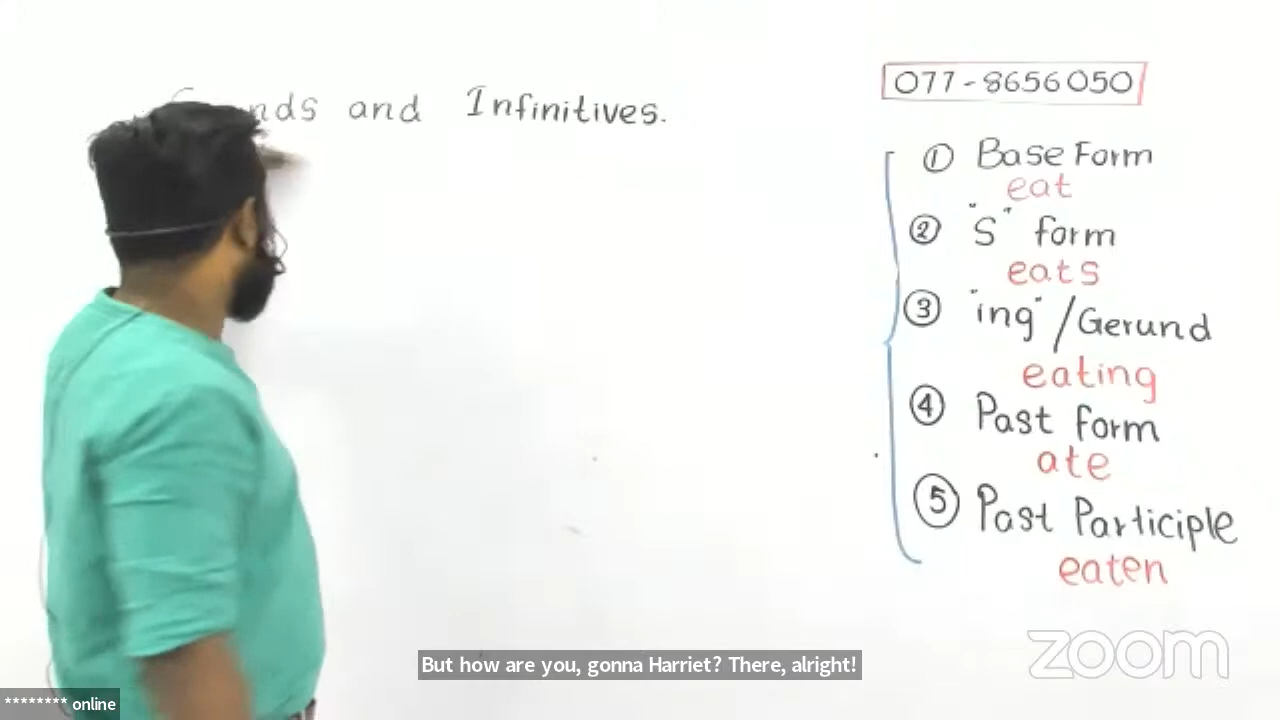 and Infinitives.
077-8656050
① Base Form
eat
② "S" form
eats
③ "ing" / Gerund
eating
④ Past form
ate
⑤ Past Participle
eaten
zoom
But how are you, gonna Harriet? There, alright!
******** online